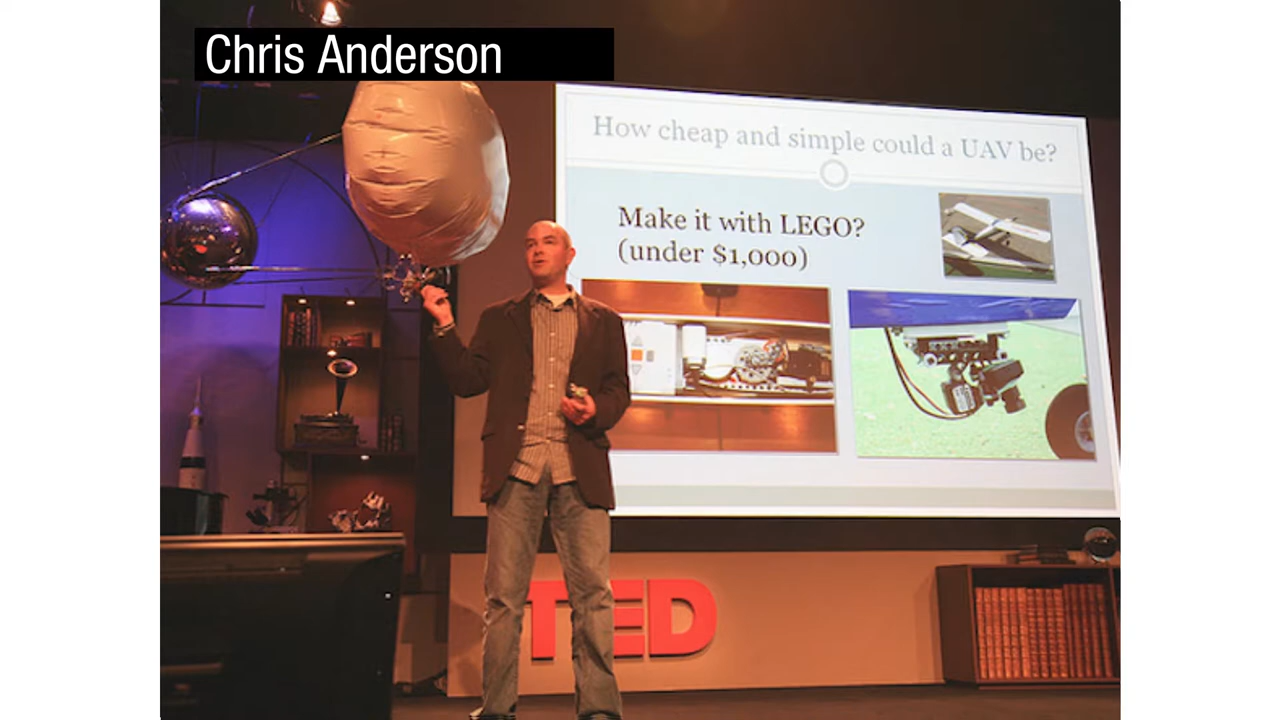 Chris Anderson
How cheap and simple could a UAV be?
Make it with LEGO?
(under $1,000)
TED